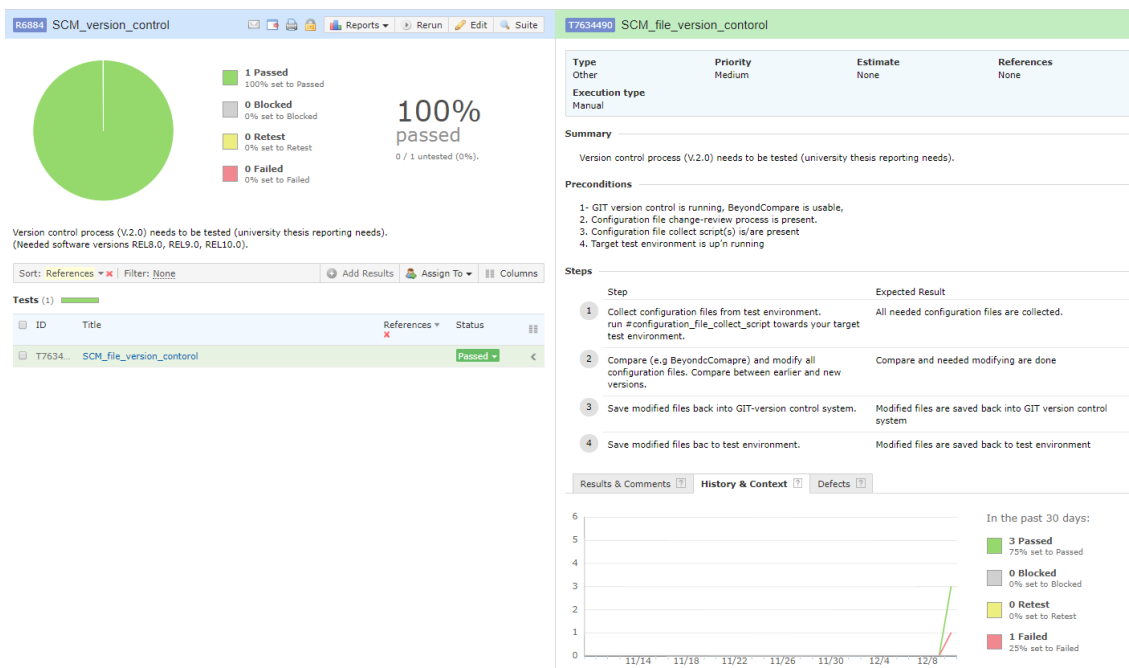 R6884 SCM_version_control
Reports Rerun Edit Suite
1 Passed
100% set to Passed
0 Blocked
0% set to Blocked
0 Retest
0% set to Retest
0 Failed
0% set to Failed
100%
passed
0 / 1 untested (0%).
Version control process (V.2.0) needs to be tested (university thesis reporting needs).
(Needed software versions REL8.0, REL9.0, REL10.0).
Sort: References Filter: None Add Results Assign To Columns
Tests (1)
ID Title References Status
T7634... SCM_file_version_contorol Passed
T7634490 SCM_file_version_contorol
Type Priority Estimate References
Other Medium None None
Execution type
Manual
Summary
Version control process (V.2.0) needs to be tested (university thesis reporting needs).
Preconditions
1- GIT version control is running, BeyondCompare is usable,
2. Configuration file change-review process is present.
3. Configuration file collect script(s) is/are present
4. Target test environment is up'n running
Steps
Step Expected Result
1 Collect configuration files from test environment. All needed configuration files are collected.
run #configuration_file_collect_script towards your target
test environment.
2 Compare (e.g BeyondcComapre) and modify all Compare and needed modifying are done
configuration files. Compare between earlier and new
versions.
3 Save modified files back into GIT-version control system. Modified files are saved back into GIT version control
system
4 Save modified files bac to test environment. Modified files are saved back to test environment
Results & Comments ? History & Context ? Defects ?
6
5
4
3
2
1
0
11/14 11/18 11/22 11/26 11/30 12/4 12/8
In the past 30 days:
3 Passed
75% set to Passed
0 Blocked
0% set to Blocked
0 Retest
0% set to Retest
1 Failed
25% set to Failed